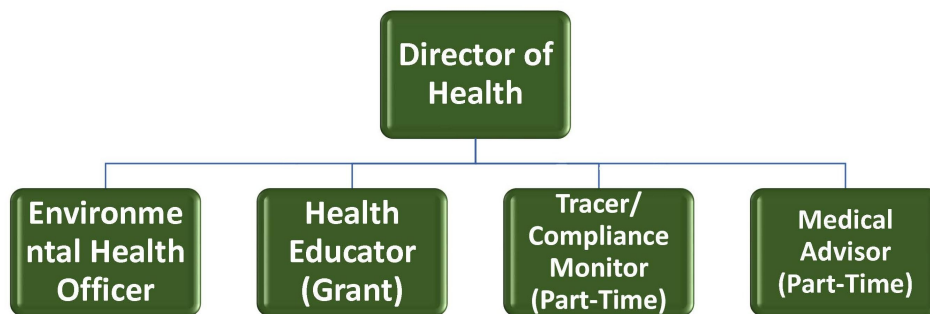 Director of
Health
Environme
ntal Health
Officer
Health
Educator
(Grant)
Tracer/
Compliance
Monitor
(Part-Time)
Medical
Advisor
(Part-Time)